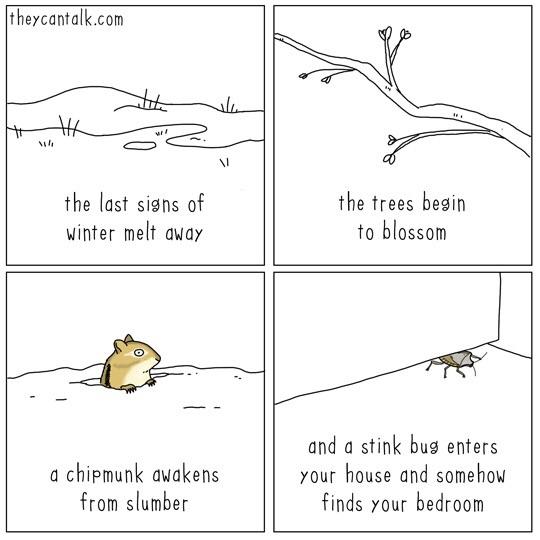 theycantalk.com
the last signs of
winter melt away
the trees begin
to blossom
a chipmunk awakens
from slumber
and a stink bug enters
your house and somehow
finds your bedroom